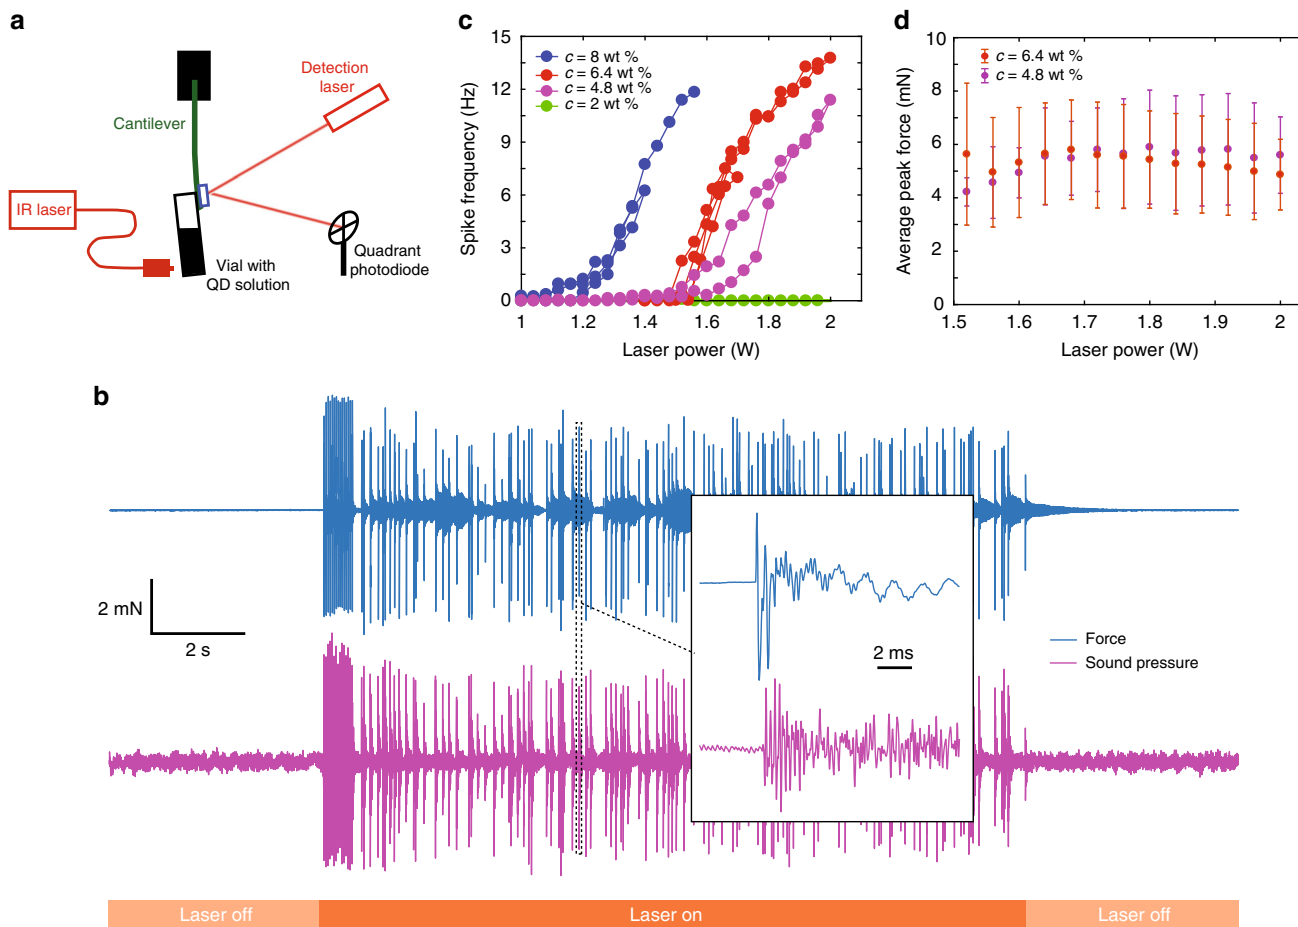 a
Detection
laser
Cantilever
IR laser
Vial with
QD solution
Quadrant
photodiode
c
15
12
9
6
3
0
Spike frequency (Hz)
c = 8 wt %
c = 6.4 wt %
c = 4.8 wt %
c = 2 wt %
1
1.2
1.4
1.6
1.8
2
Laser power (W)
d
10
8
6
4
2
0
Average peak force (mN)
c = 6.4 wt %
c = 4.8 wt %
1.5
1.6
1.7
1.8
1.9
2
Laser power (W)
b
2 mN
2 s
2 ms
Force
Sound pressure
Laser off
Laser on
Laser off